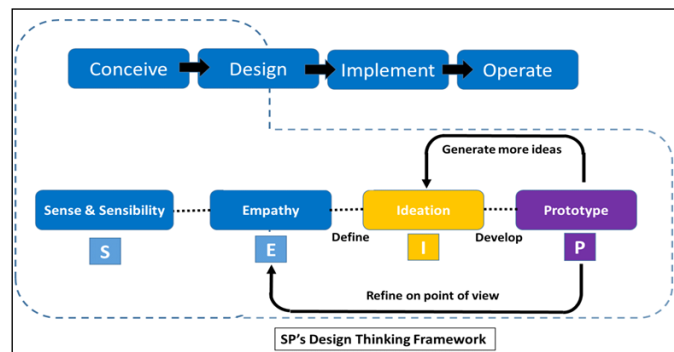 Conceive
Design
Implement
Operate
Generate more ideas
Sense & Sensibility
Empathy
Ideation
Prototype
Define
Develop
S
E
I
P
Refine on point of view
SP's Design Thinking Framework